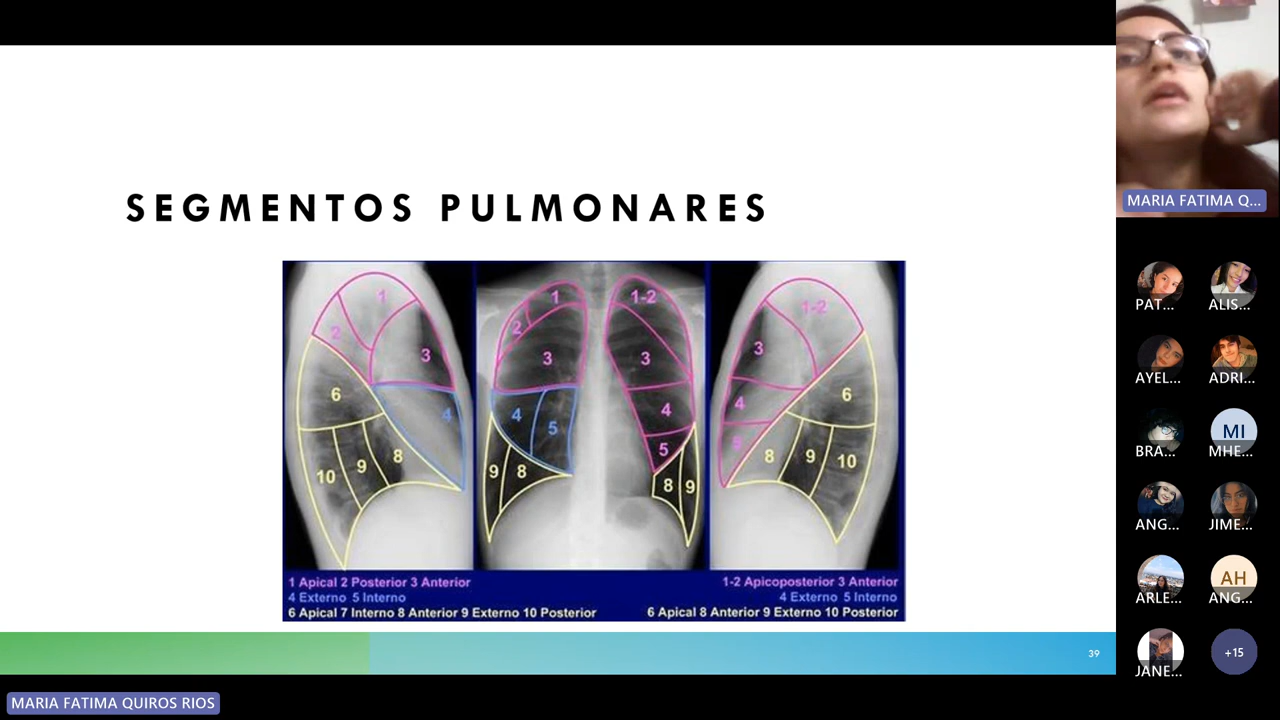 SEGMENTOS PULMONARES
1
2
3
4
6
10
9
8
1
2
3
4
5
9
8
1-2
3
4
5
8
9
1-2
3
4
5
6
8
9
10
1 Apical 2 Posterior 3 Anterior
4 Externo 5 Interno
6 Apical 7 Interno 8 Anterior 9 Externo 10 Posterior
1-2 Apicoposterior 3 Anterior
4 Externo 5 Interno
6 Apical 8 Anterior 9 Externo 10 Posterior
39
MARIA FATIMA QUIROS RIOS
MARIA FATIMA Q...
PAT...
ALIS...
AYEL...
ADRI...
BRA...
MI
MHE...
ANG...
JIME...
ARLE...
AH
ANG...
JANE...
+15